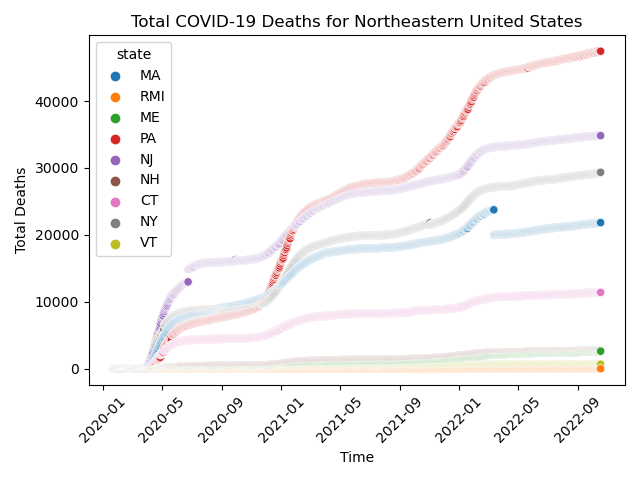 Total COVID-19 Deaths for Northeastern United States
Total Deaths
40000
30000
20000
10000
0
state
MA
RMI
ME
PA
NJ
NH
CT
NY
VT
2020-01
2020-05
2020-09
2021-01
2021-05
2021-09
2022-01
2022-05
2022-09
Time